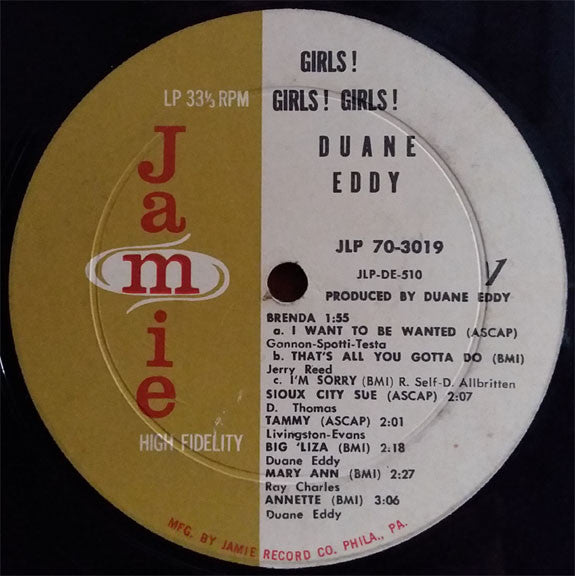 GIRLS!
LP 33⅓ RPM
GIRLS! GIRLS!
DUANE
EDDY
Jamie
JLP 70-3019
JLP-DE-510
PRODUCED BY DUANE EDDY
BRENDA 1:55
a. I WANT TO BE WANTED (ASCAP)
Gannon-Spotti-Testa
b. THAT'S ALL YOU GOTTA DO (BMI)
Jerry Reed
c. I'M SORRY (BMI) R. Self-D. Allbritten
SIOUX CITY SUE (ASCAP) 2:07
D. Thomas
TAMMY (ASCAP) 2:01
Livingston-Evans
BIG 'LIZA (BMI) 2:18
Duane Eddy
MARY ANN (BMI) 2:27
Ray Charles
ANNETTE (BMI) 3:06
Duane Eddy
HIGH FIDELITY
MFG. BY JAMIE RECORD CO. PHILA., PA.